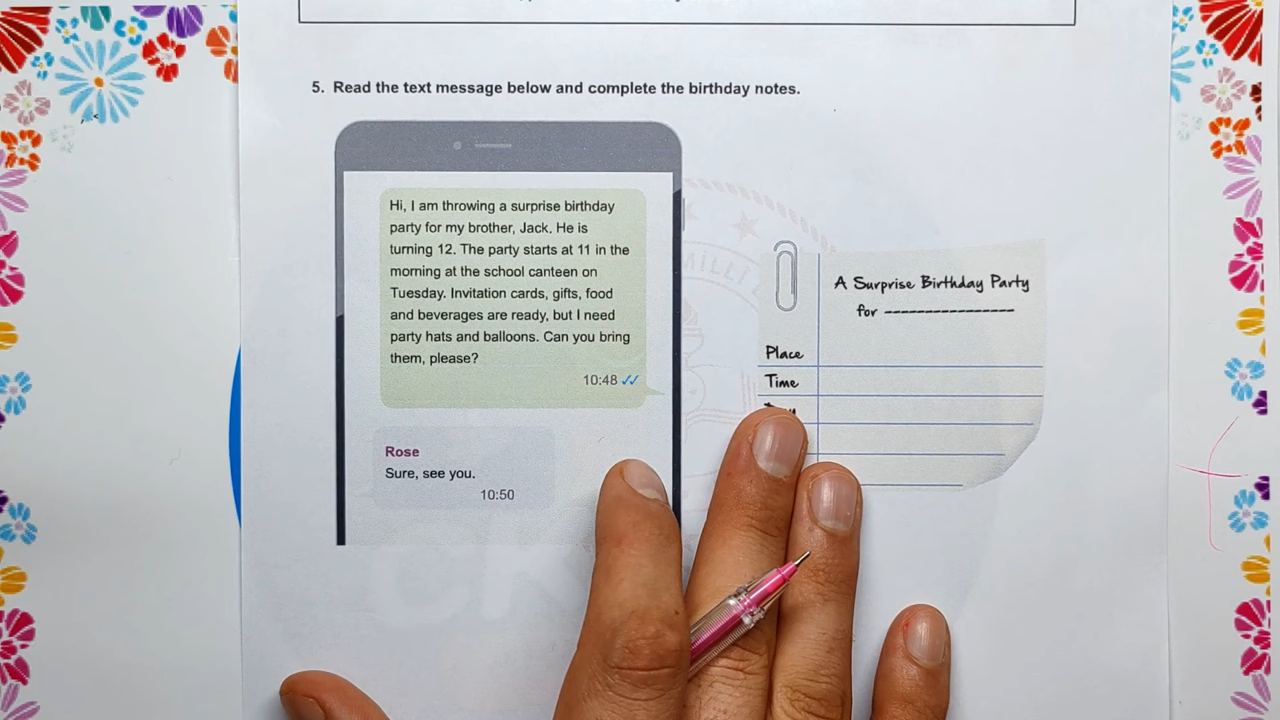 5. Read the text message below and complete the birthday notes.
Hi, I am throwing a surprise birthday
party for my brother, Jack. He is
turning 12. The party starts at 11 in the
morning at the school canteen on
Tuesday. Invitation cards, gifts, food
and beverages are ready, but I need
party hats and balloons. Can you bring
them, please?
10:48
Rose
Sure, see you.
10:50
A Surprise Birthday Party
for ----------------
Place
Time